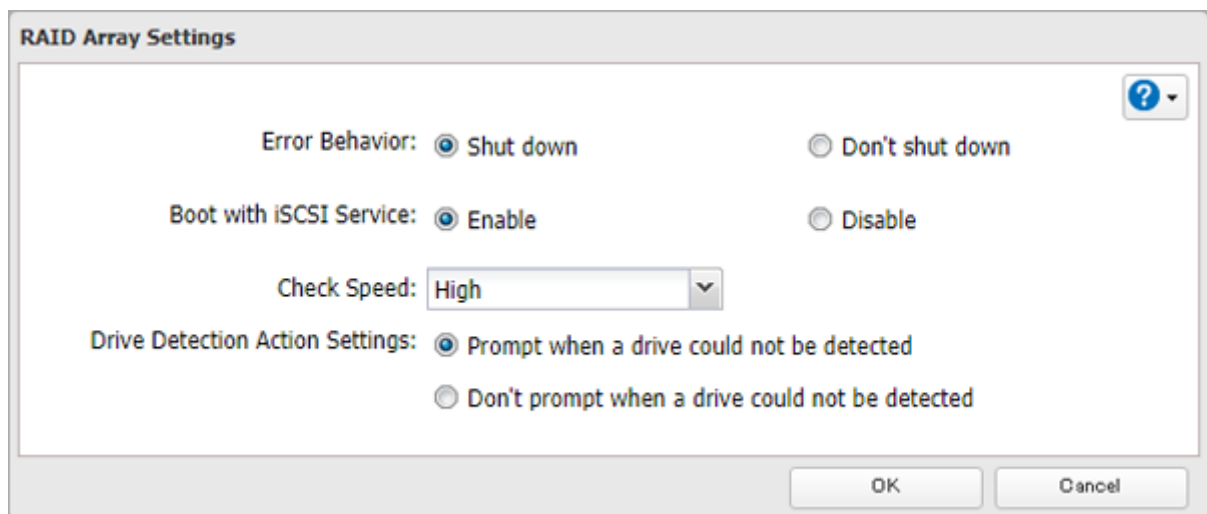 RAID Array Settings
?
Error Behavior: Shut down Don't shut down
Boot with iSCSI Service: Enable Disable
Check Speed: High
Drive Detection Action Settings: Prompt when a drive could not be detected
Don't prompt when a drive could not be detected
OK Cancel